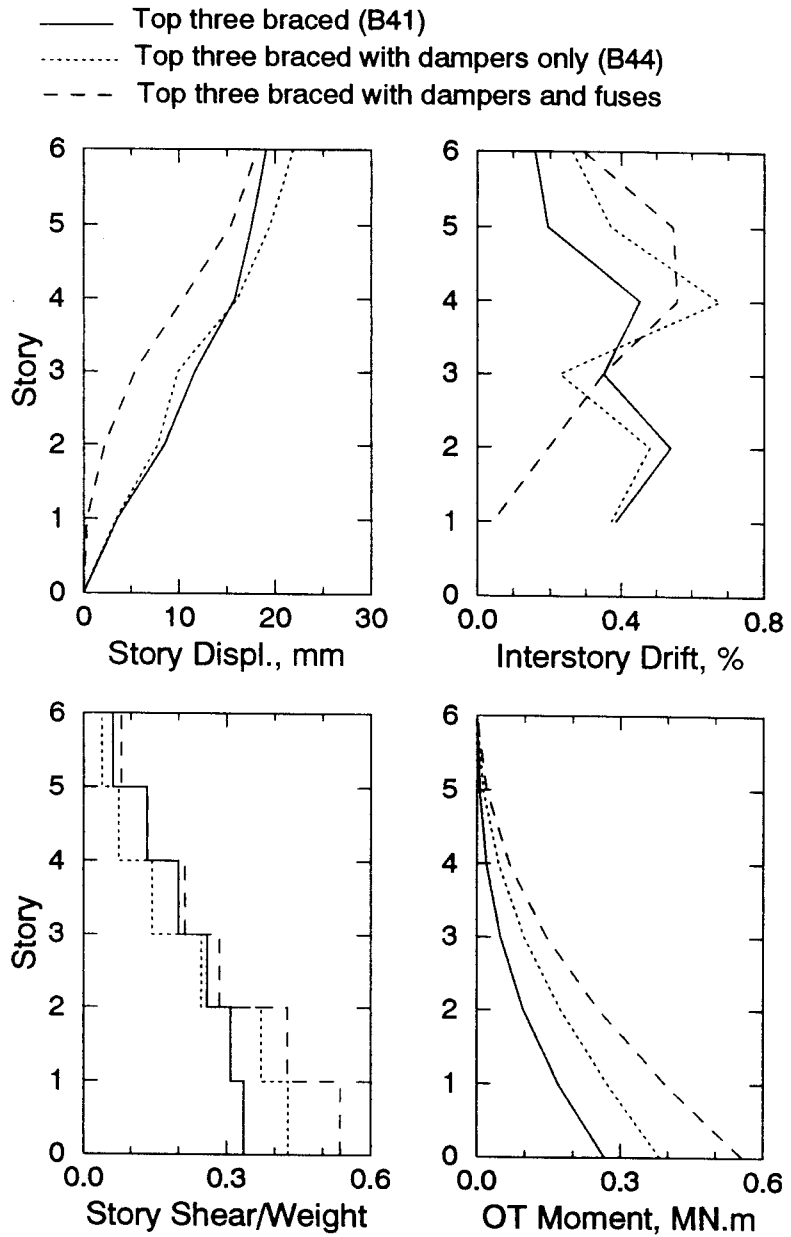 Top three braced (B41)
Top three braced with dampers only (B44)
Top three braced with dampers and fuses
6
5
4
3
2
1
0
Story
0 10 20 30
Story Displ., mm
6
5
4
3
2
1
0
0.0 0.4 0.8
Interstory Drift, %
6
5
4
3
2
1
0
Story
0.0 0.3 0.6
Story Shear/Weight
6
5
4
3
2
1
0
0.0 0.3 0.6
OT Moment, MN.m